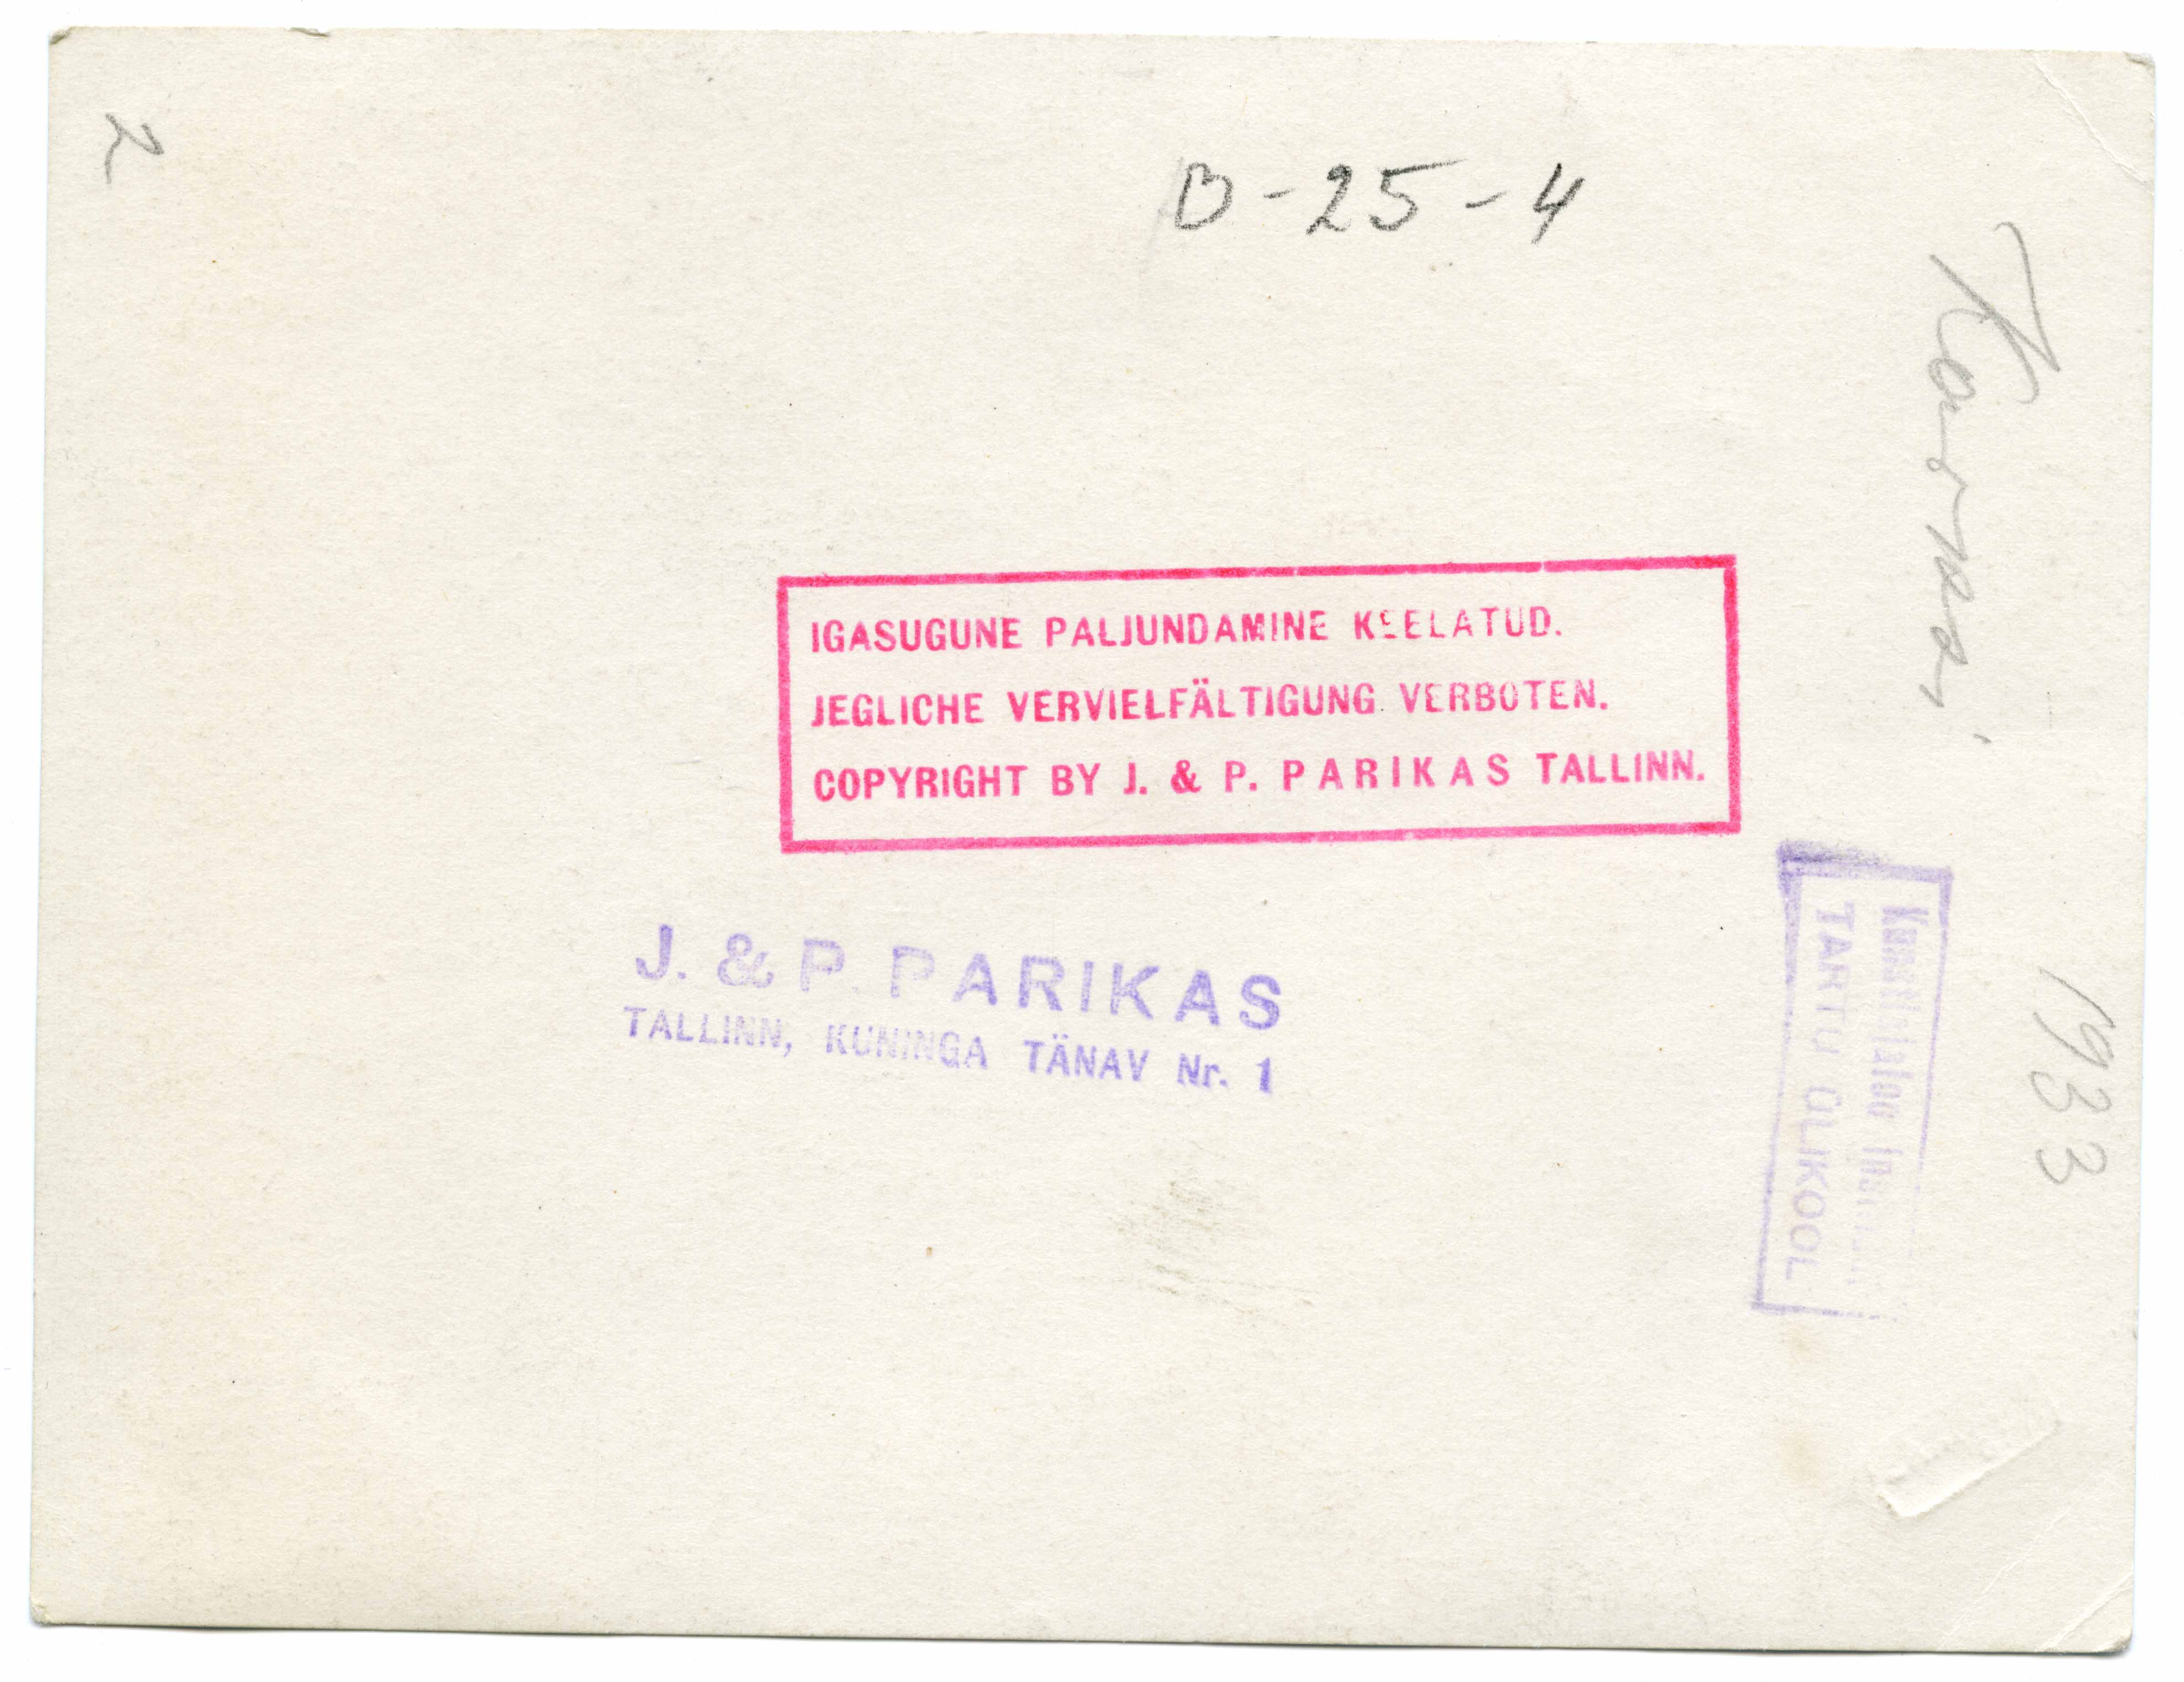 B-25-4
IGASUGUNE PALJUNDAMINE KEELATUD.
JEGLICHE VERVIELFÄLTIGUNG VERBOTEN.
COPYRIGHT BY J. & P. PARIKAS TALLINN.
J. & P. PARIKAS
TALLINN, KUNINGA TÄNAV Nr. 1
TARTU ÜLIKOOL
1933